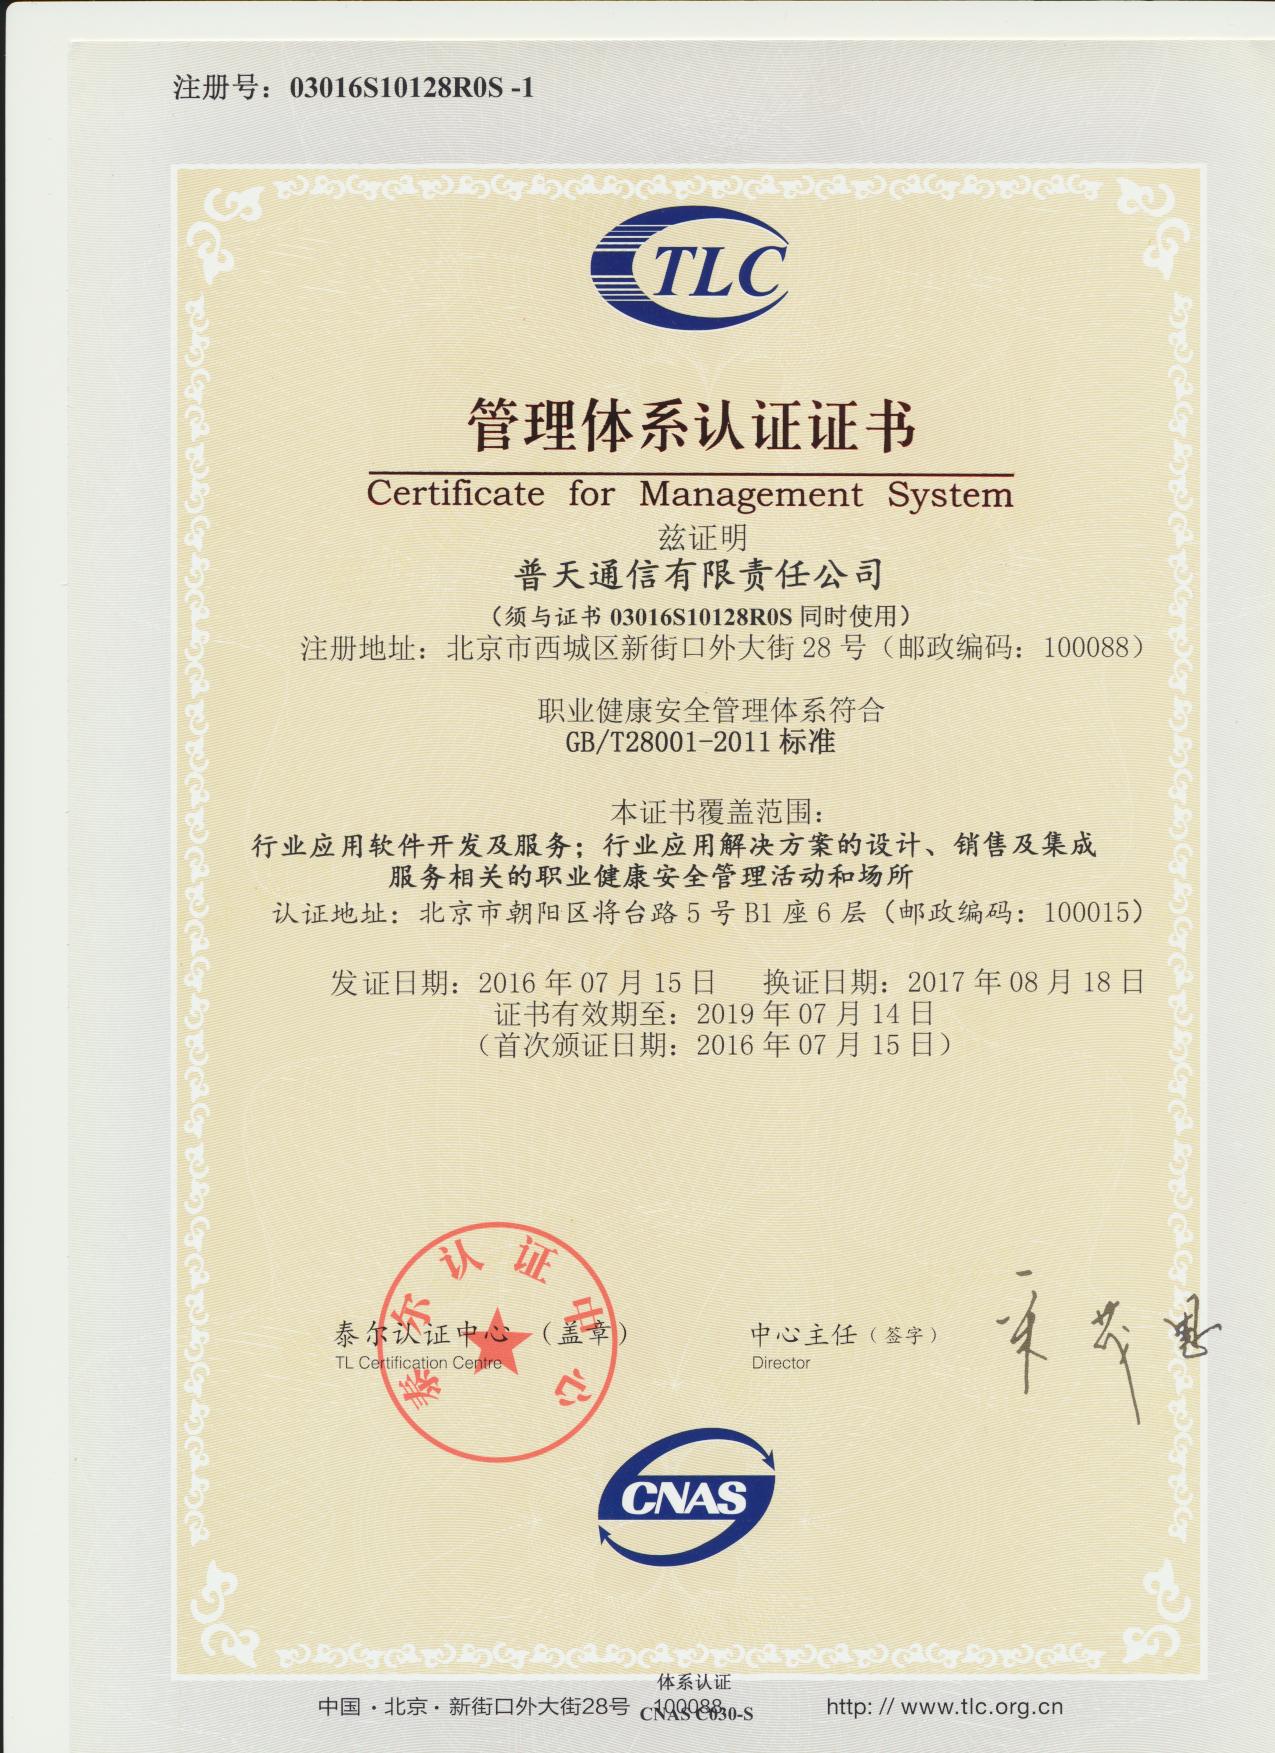 注册号：03016S10128R0S -1
TLC
管理体系认证证书
Certificate for Management System
兹证明
普天通信有限责任公司
（须与证书 03016S10128R0S 同时使用）
注册地址：北京市西城区新街口外大街 28 号（邮政编码：100088）
职业健康安全管理体系符合
GB/T28001-2011 标准
本证书覆盖范围：
行业应用软件开发及服务；行业应用解决方案的设计、销售及集成
服务相关的职业健康安全管理活动和场所
认证地址：北京市朝阳区将台路 5 号 B1 座 6 层（邮政编码：100015）
发证日期：2016 年 07 月 15 日 换证日期：2017 年 08 月 18 日
证书有效期至：2019 年 07 月 14 日
（首次颁证日期：2016 年 07 月 15 日）
泰尔认证中心
泰尔认证中心（盖章） 中心主任（签字）
TL Certification Centre Director
CNAS
体系认证
中国·北京·新街口外大街28号 100088 http: // www.tlc.org.cn
CNAS C030-S